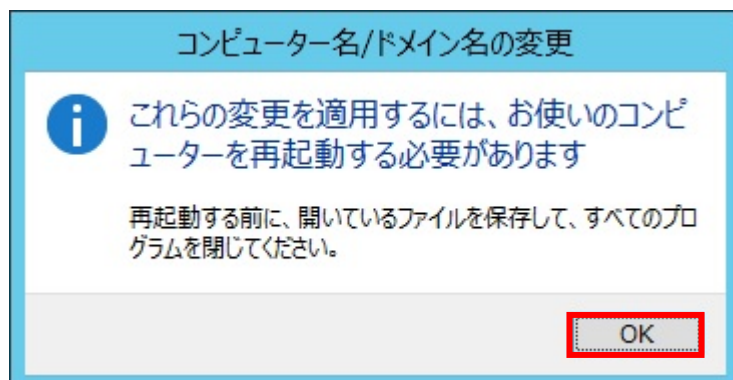 コンピューター名/ドメイン名の変更
これらの変更を適用するには、お使いのコンピ
ューターを再起動する必要があります
再起動する前に、開いているファイルを保存して、すべてのプロ
グラムを閉じてください。
OK